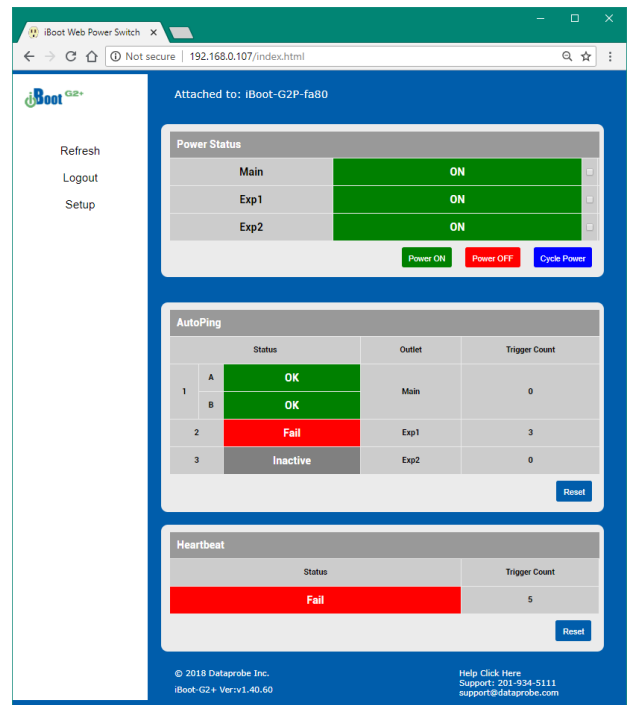 iBoot Web Power Switch
Not secure | 192.168.0.107/index.html
iBoot G2+
Attached to: iBoot-G2P-fa80
Refresh
Logout
Setup
Power Status
Main ON
Exp1 ON
Exp2 ON
Power ON Power OFF Cycle Power
AutoPing
Status Outlet Trigger Count
1 A OK Main 0
B OK
2 Fail Exp1 3
3 Inactive Exp2 0
Reset
Heartbeat
Status Trigger Count
Fail 5
Reset
© 2018 Dataprobe Inc.
iBoot-G2+ Ver:v1.40.60
Help Click Here
Support: 201-934-5111
support@dataprobe.com